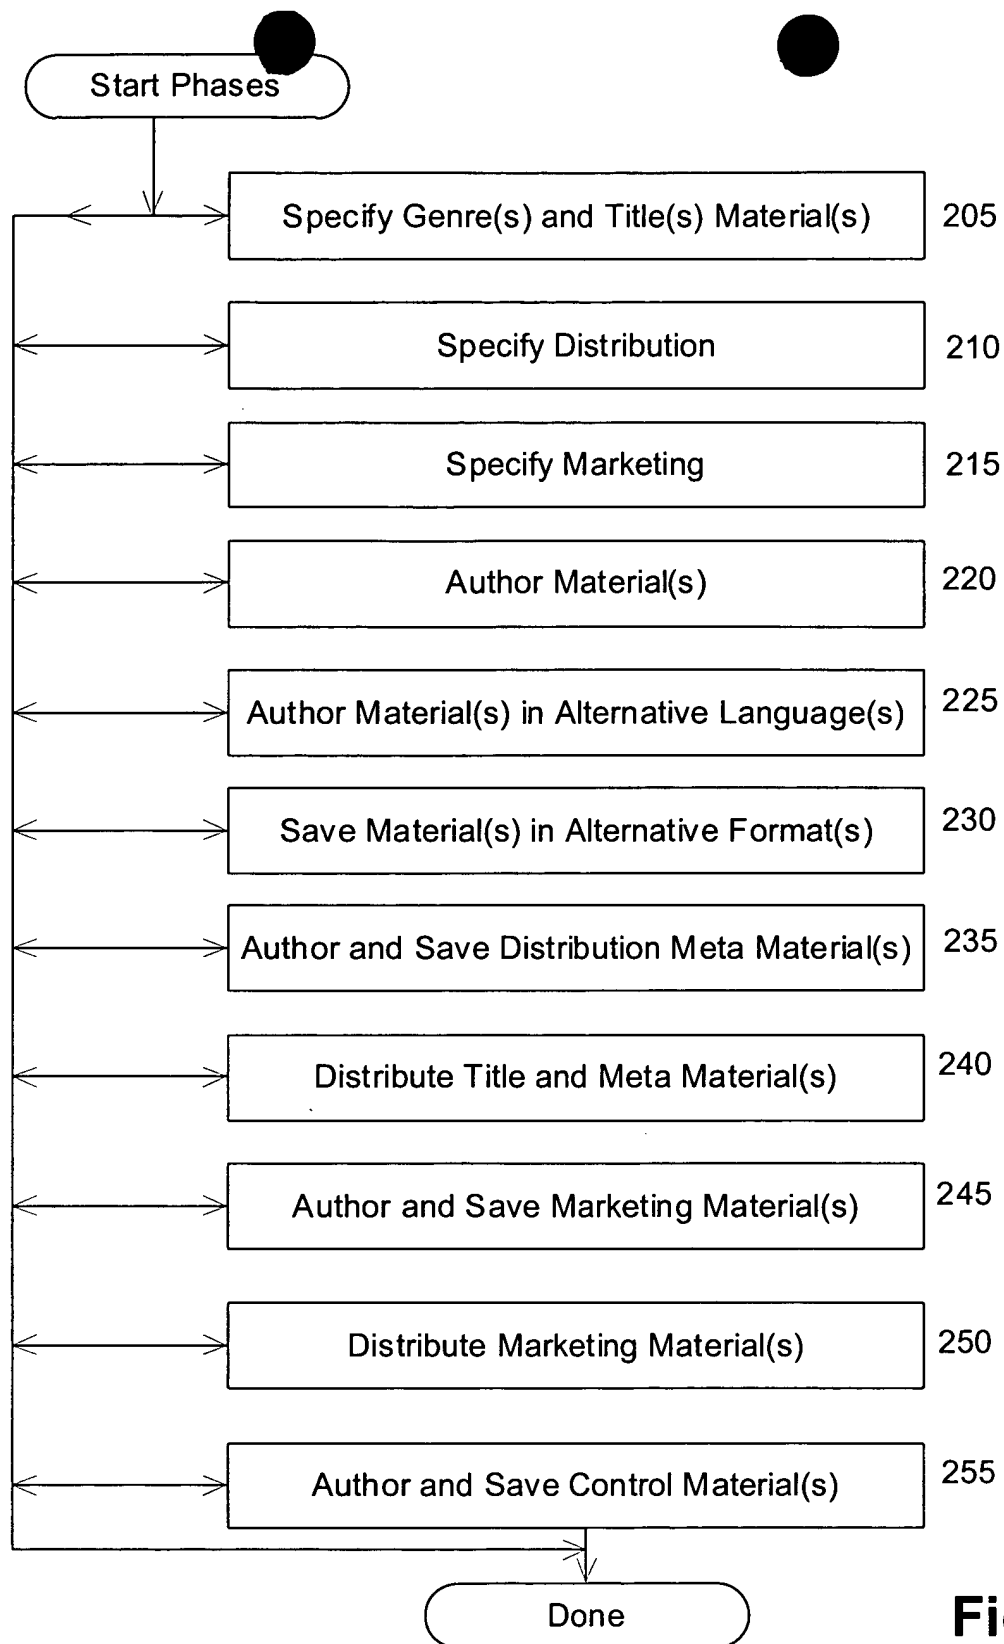 Start Phases
Specify Genre(s) and Title(s) Material(s) 205
Specify Distribution 210
Specify Marketing 215
Author Material(s) 220
Author Material(s) in Alternative Language(s) 225
Save Material(s) in Alternative Format(s) 230
Author and Save Distribution Meta Material(s) 235
Distribute Title and Meta Material(s) 240
Author and Save Marketing Material(s) 245
Distribute Marketing Material(s) 250
Author and Save Control Material(s) 255
Done